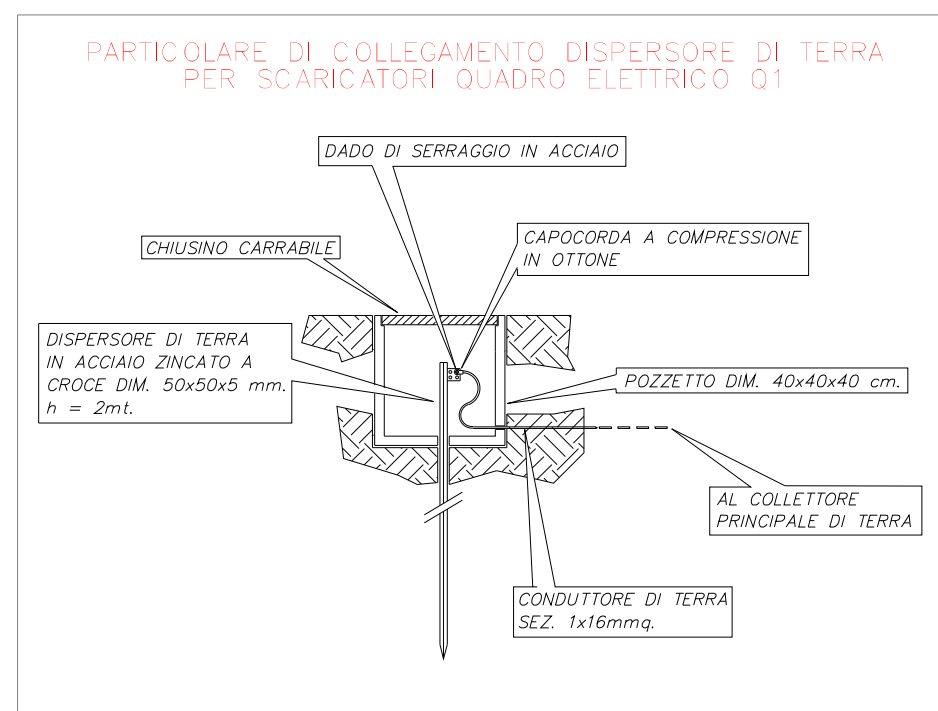 PARTICOLARE DI COLLEGAMENTO DISPERSORE DI TERRA
PER SCARICATORI QUADRO ELETTRICO Q1
DADO DI SERRAGGIO IN ACCIAIO
CHIUSINO CARRABILE
CAPOCORDA A COMPRESSIONE
IN OTTONE
DISPERSORE DI TERRA
IN ACCIAIO ZINCATO A
CROCE DIM. 50x50x5 mm.
h = 2mt.
POZZETTO DIM. 40x40x40 cm.
AL COLLETTORE
PRINCIPALE DI TERRA
CONDUTTORE DI TERRA
SEZ. 1x16mmq.